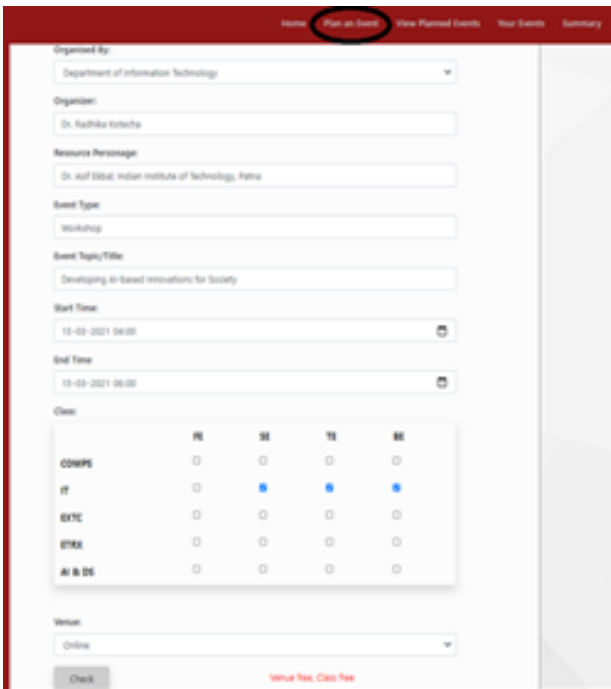 Home Plan an Event View Planned Events Your Events Summary
Organised By:
Department of Information Technology
Organizer:
Dr. Radhika Kotecha
Resource Personage:
Dr. Asif Ekbal, Indian Institute of Technology, Patna
Event Type:
Workshop
Event Topic/Title:
Developing AI-based Innovations for Society
Start Time:
15-03-2021 04:00
End Time
15-03-2021 06:00
Class:
FE SE TE BE
COMPS
IT
EXTC
ETRX
AI & DS
Venue:
Online
Check Venue free, Class free